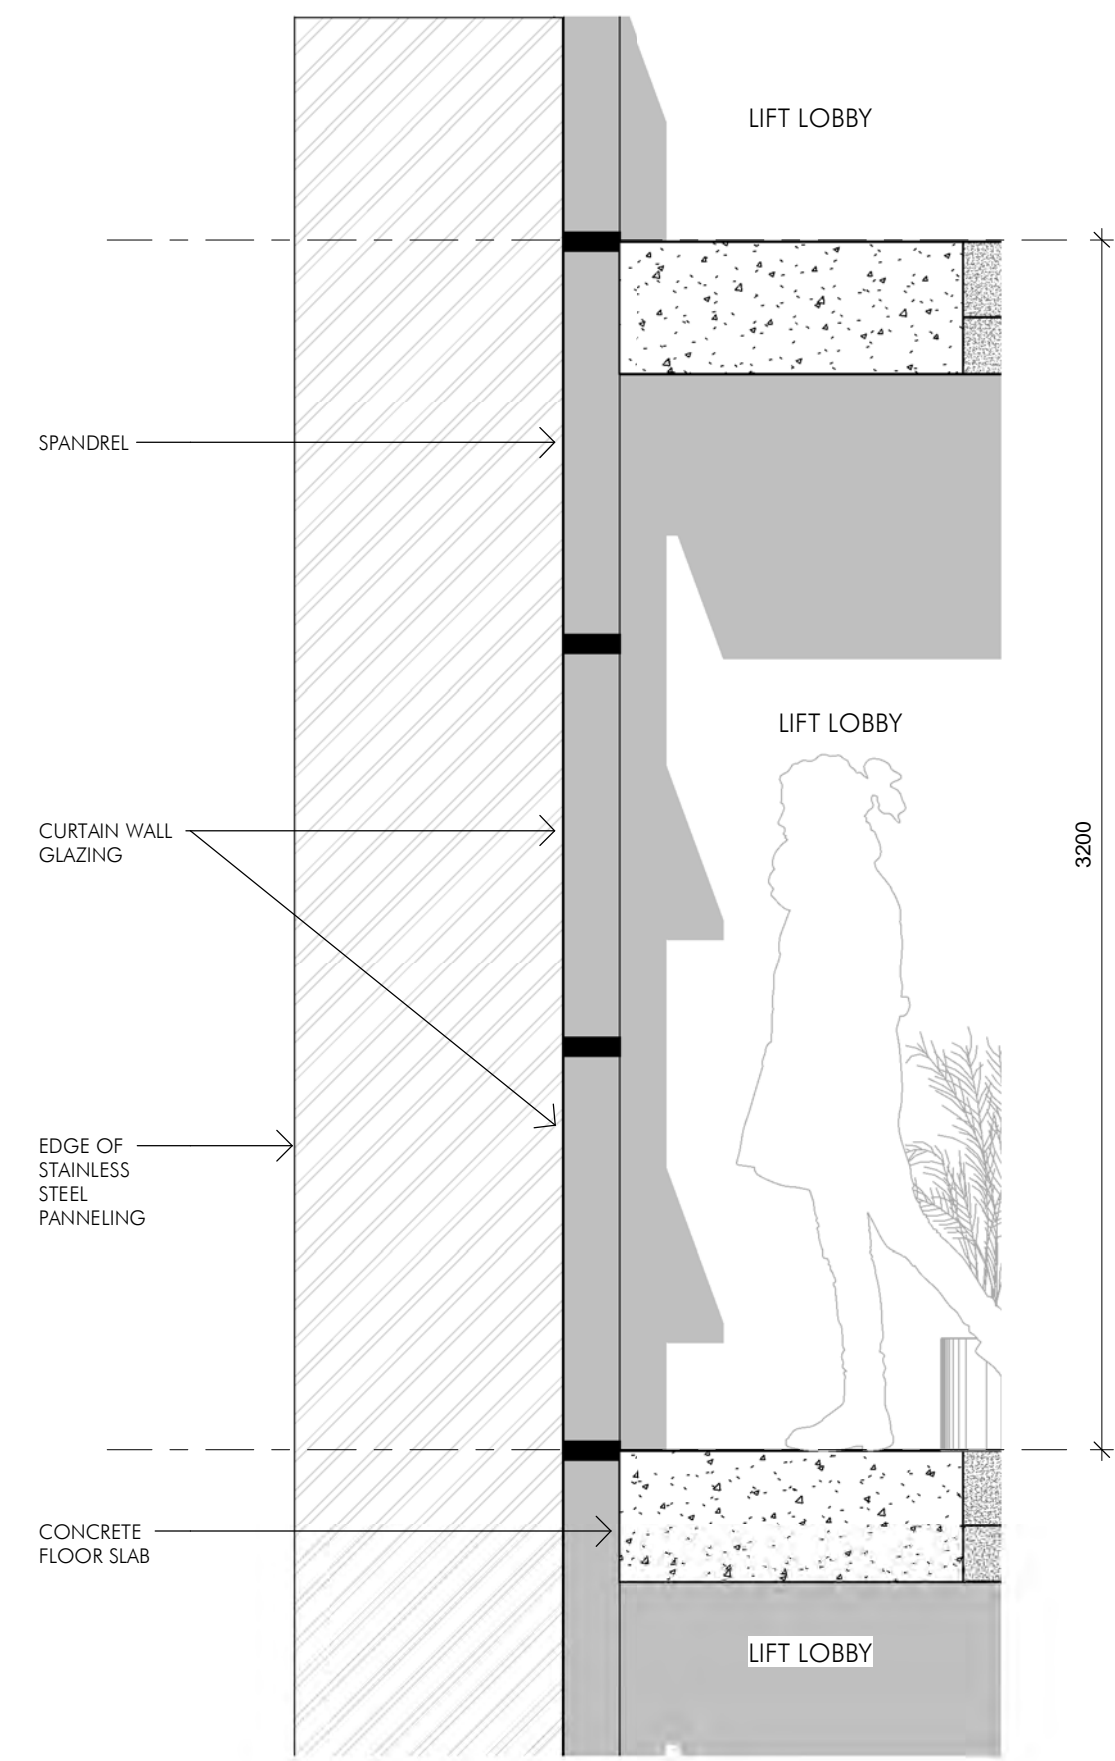 LIFT LOBBY
SPANDREL
LIFT LOBBY
CURTAIN WALL
GLAZING
3200
EDGE OF
STAINLESS
STEEL
PANNELING
CONCRETE
FLOOR SLAB
LIFT LOBBY